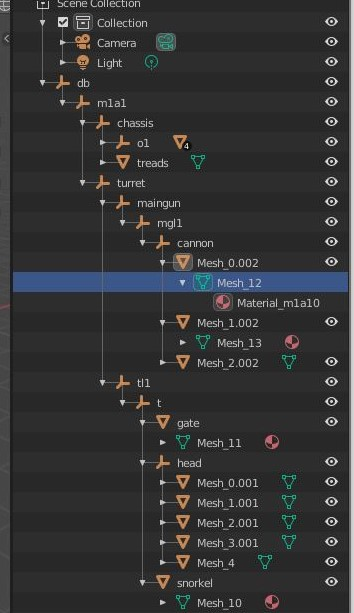 Scene Collection
Collection
Camera
Light
db
m1a1
chassis
o1 4
treads
turret
maingun
mgl1
cannon
Mesh_0.002
Mesh_12
Material_m1a10
Mesh_1.002
Mesh_13
Mesh_2.002
tl1
t
gate
Mesh_11
head
Mesh_0.001
Mesh_1.001
Mesh_2.001
Mesh_3.001
Mesh_4
snorkel
Mesh_10